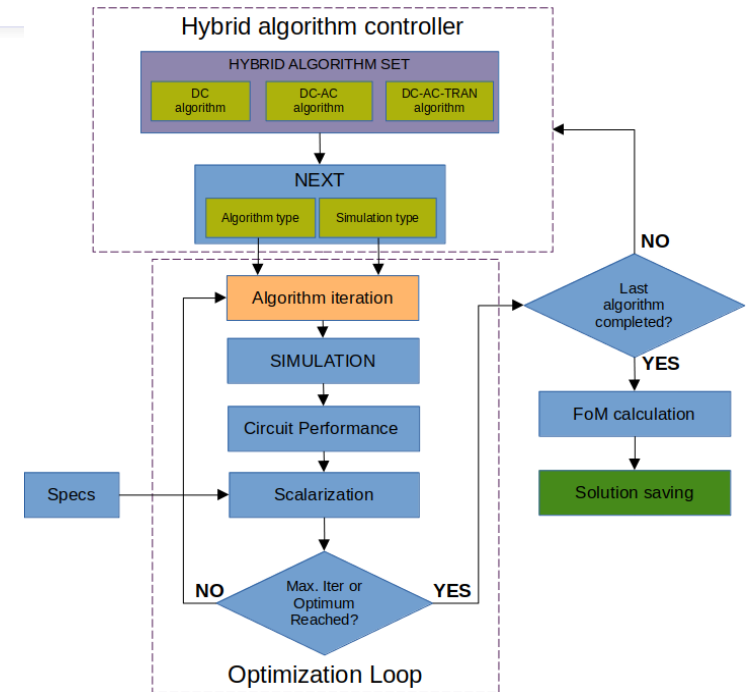 Hybrid algorithm controller
HYBRID ALGORITHM SET
DC
algorithm
DC-AC
algorithm
DC-AC-TRAN
algorithm
NEXT
Algorithm type
Simulation type
Algorithm iteration
SIMULATION
Circuit Performance
Specs
Scalarization
NO
Max. Iter or
Optimum
Reached?
YES
Optimization Loop
NO
Last
algorithm
completed?
YES
FoM calculation
Solution saving